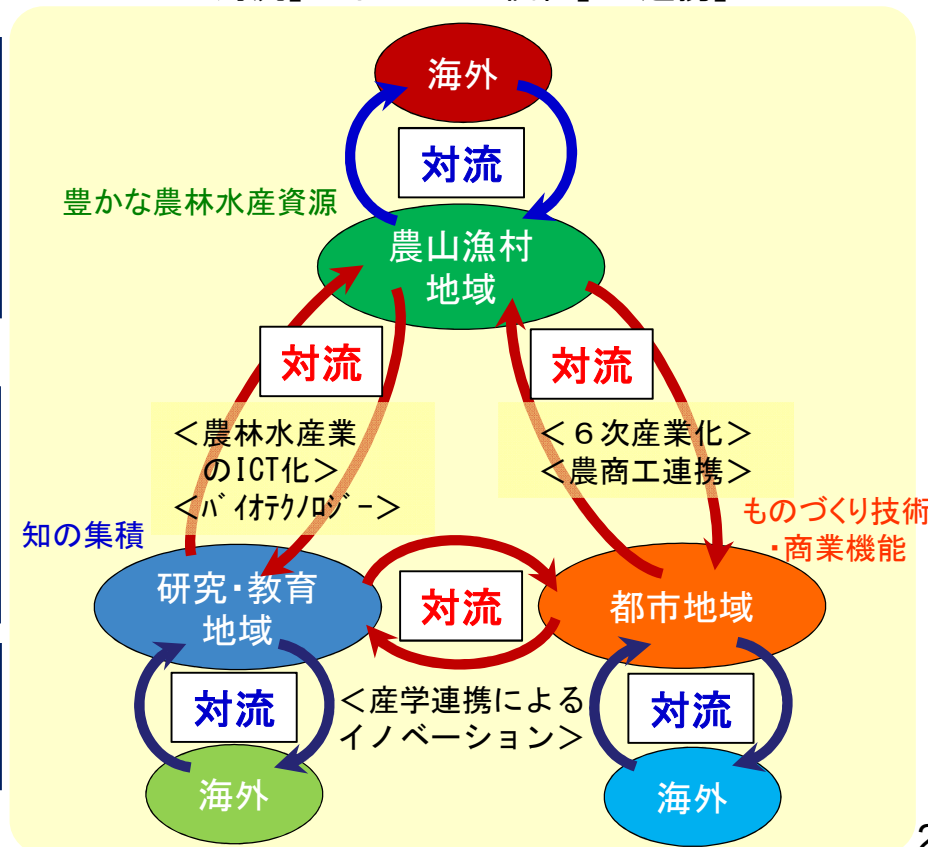 海外
対流
豊かな農林水産資源
農山漁村
地域
対流
対流
＜農林水産業
のICT化＞
＜ﾊﾞｲｵﾃｸﾉﾛｼﾞｰ＞
＜６次産業化＞
＜農商工連携＞
知の集積
ものづくり技術
・商業機能
研究・教育
地域
対流
都市地域
対流
＜産学連携による
イノベーション＞
対流
海外
海外
2